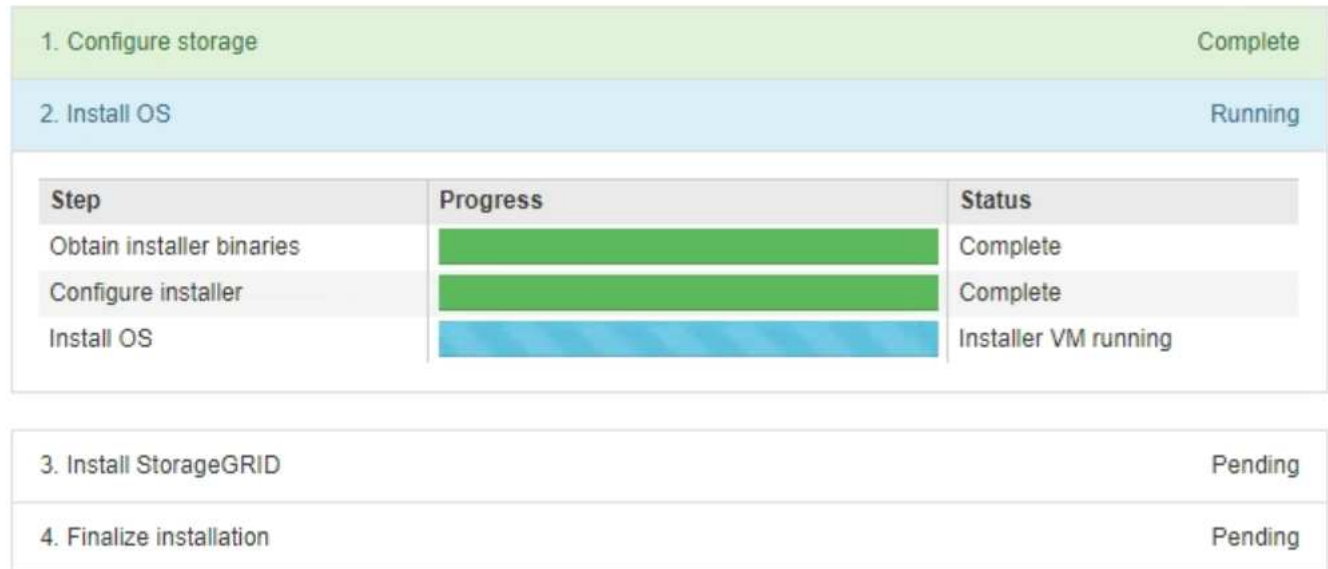 1. Configure storage Complete
2. Install OS Running
Step Progress Status
Obtain installer binaries Complete
Configure installer Complete
Install OS Installer VM running
3. Install StorageGRID Pending
4. Finalize installation Pending